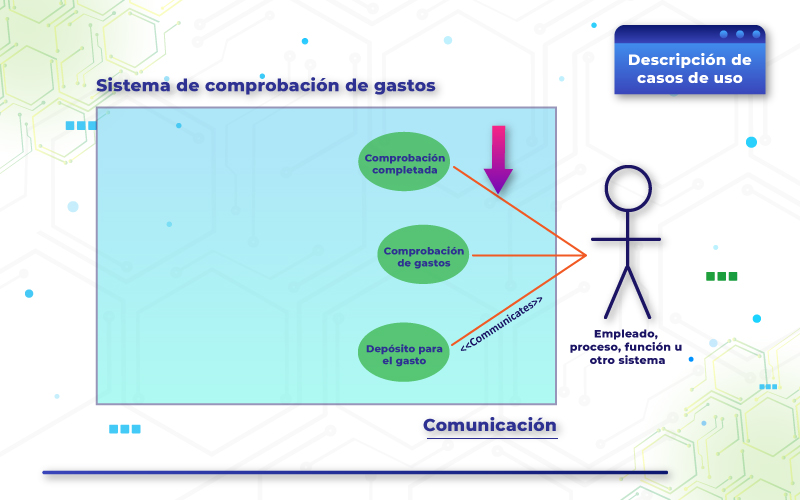 Descripción de
casos de uso
Sistema de comprobación de gastos
Comprobación
completada
Comprobación
de gastos
Depósito para
el gasto
<<Communicates>>
Empleado,
proceso, función u
otro sistema
Comunicación